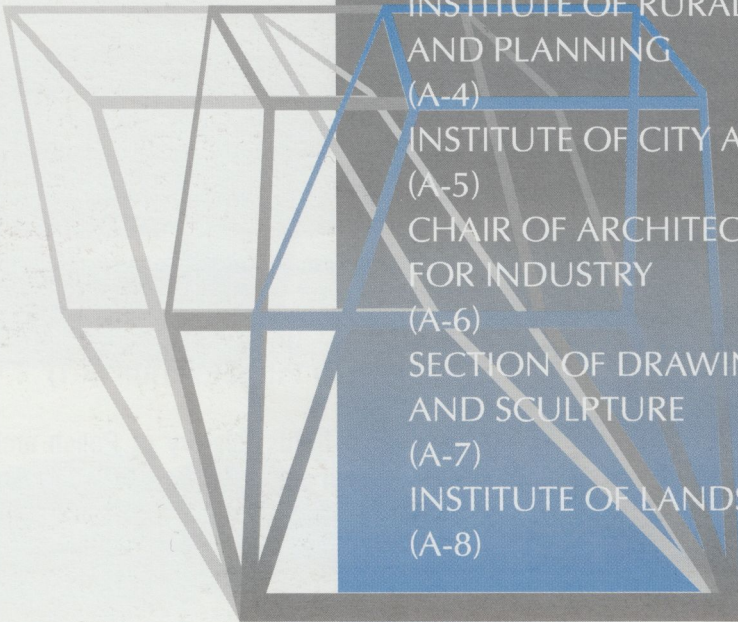 INSTITUTE OF RURAL
AND PLANNING
(A-4)
INSTITUTE OF CITY A
(A-5)
CHAIR OF ARCHITEC
FOR INDUSTRY
(A-6)
SECTION OF DRAWIN
AND SCULPTURE
(A-7)
INSTITUTE OF LANDS
(A-8)